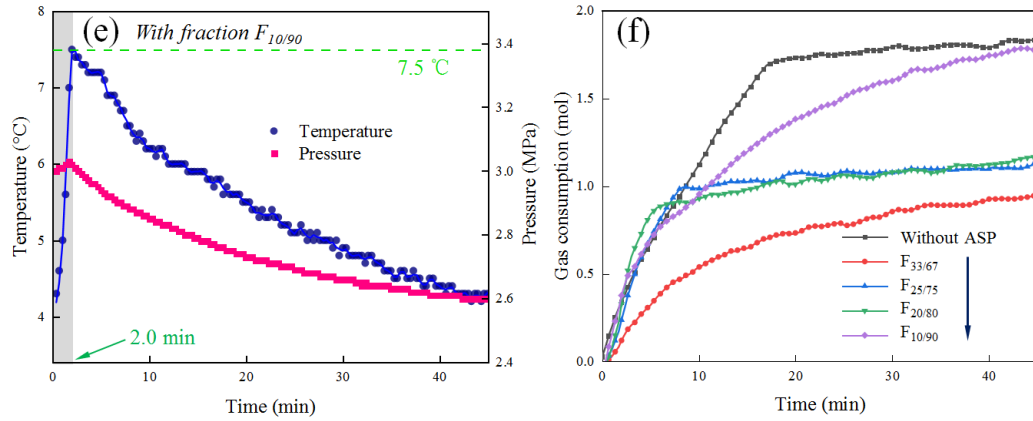 (e) With fraction F10/90
7.5 ℃
Temperature
Pressure
2.0 min
Temperature (°C)
8
7
6
5
4
Pressure (MPa)
3.4
3.2
3.0
2.8
2.6
2.4
0 10 20 30 40
Time (min)
(f)
Gas consumption (mol)
2.0
1.5
1.0
0.5
0.0
Without ASP
F33/67
F25/75
F20/80
F10/90
0 10 20 30 40
Time (min)